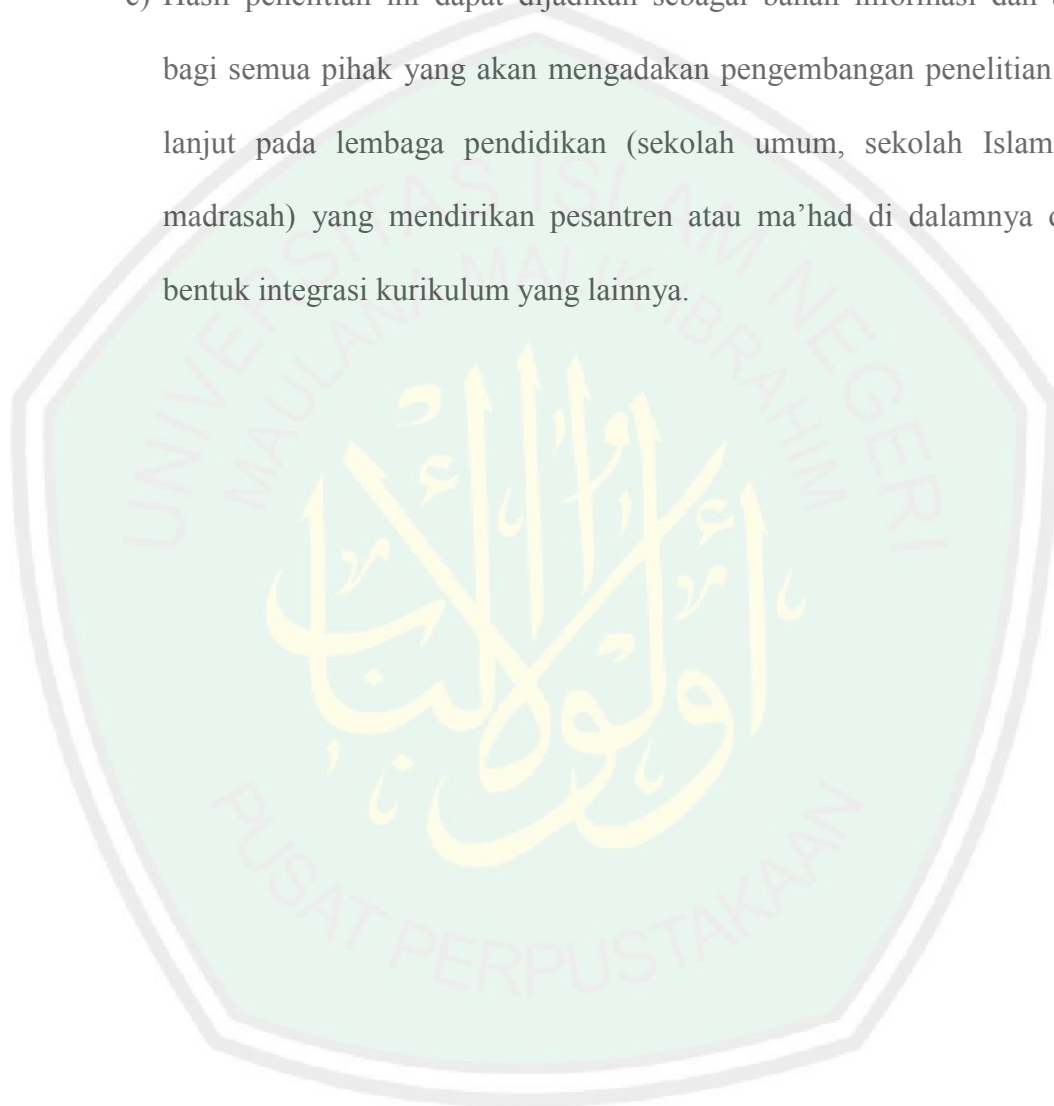 Hasil penelitian ini dapat dijadikan sebagai bahan informasi dan
bagi semua pihak yang akan mengadakan pengembangan penelitian
lanjut pada lembaga pendidikan (sekolah umum, sekolah Islam
madrasah) yang mendirikan pesantren atau ma’had di dalamnya
bentuk integrasi kurikulum yang lainnya.
UNIVERSITAS ISLAM NEGERI
MAULANA MALIK IBRAHIM
أولوا الألباب
PUSAT PERPUSTAKAAN